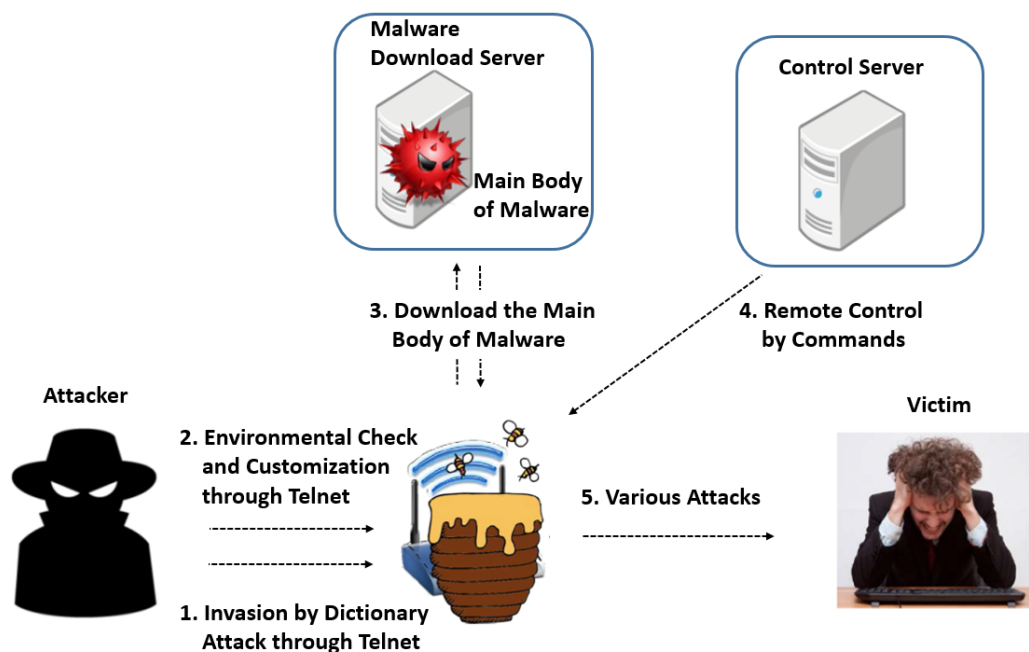 Malware
Download Server
Main Body
of Malware
Control Server
3. Download the Main
Body of Malware
4. Remote Control
by Commands
Attacker
Victim
2. Environmental Check
and Customization
through Telnet
5. Various Attacks
1. Invasion by Dictionary
Attack through Telnet